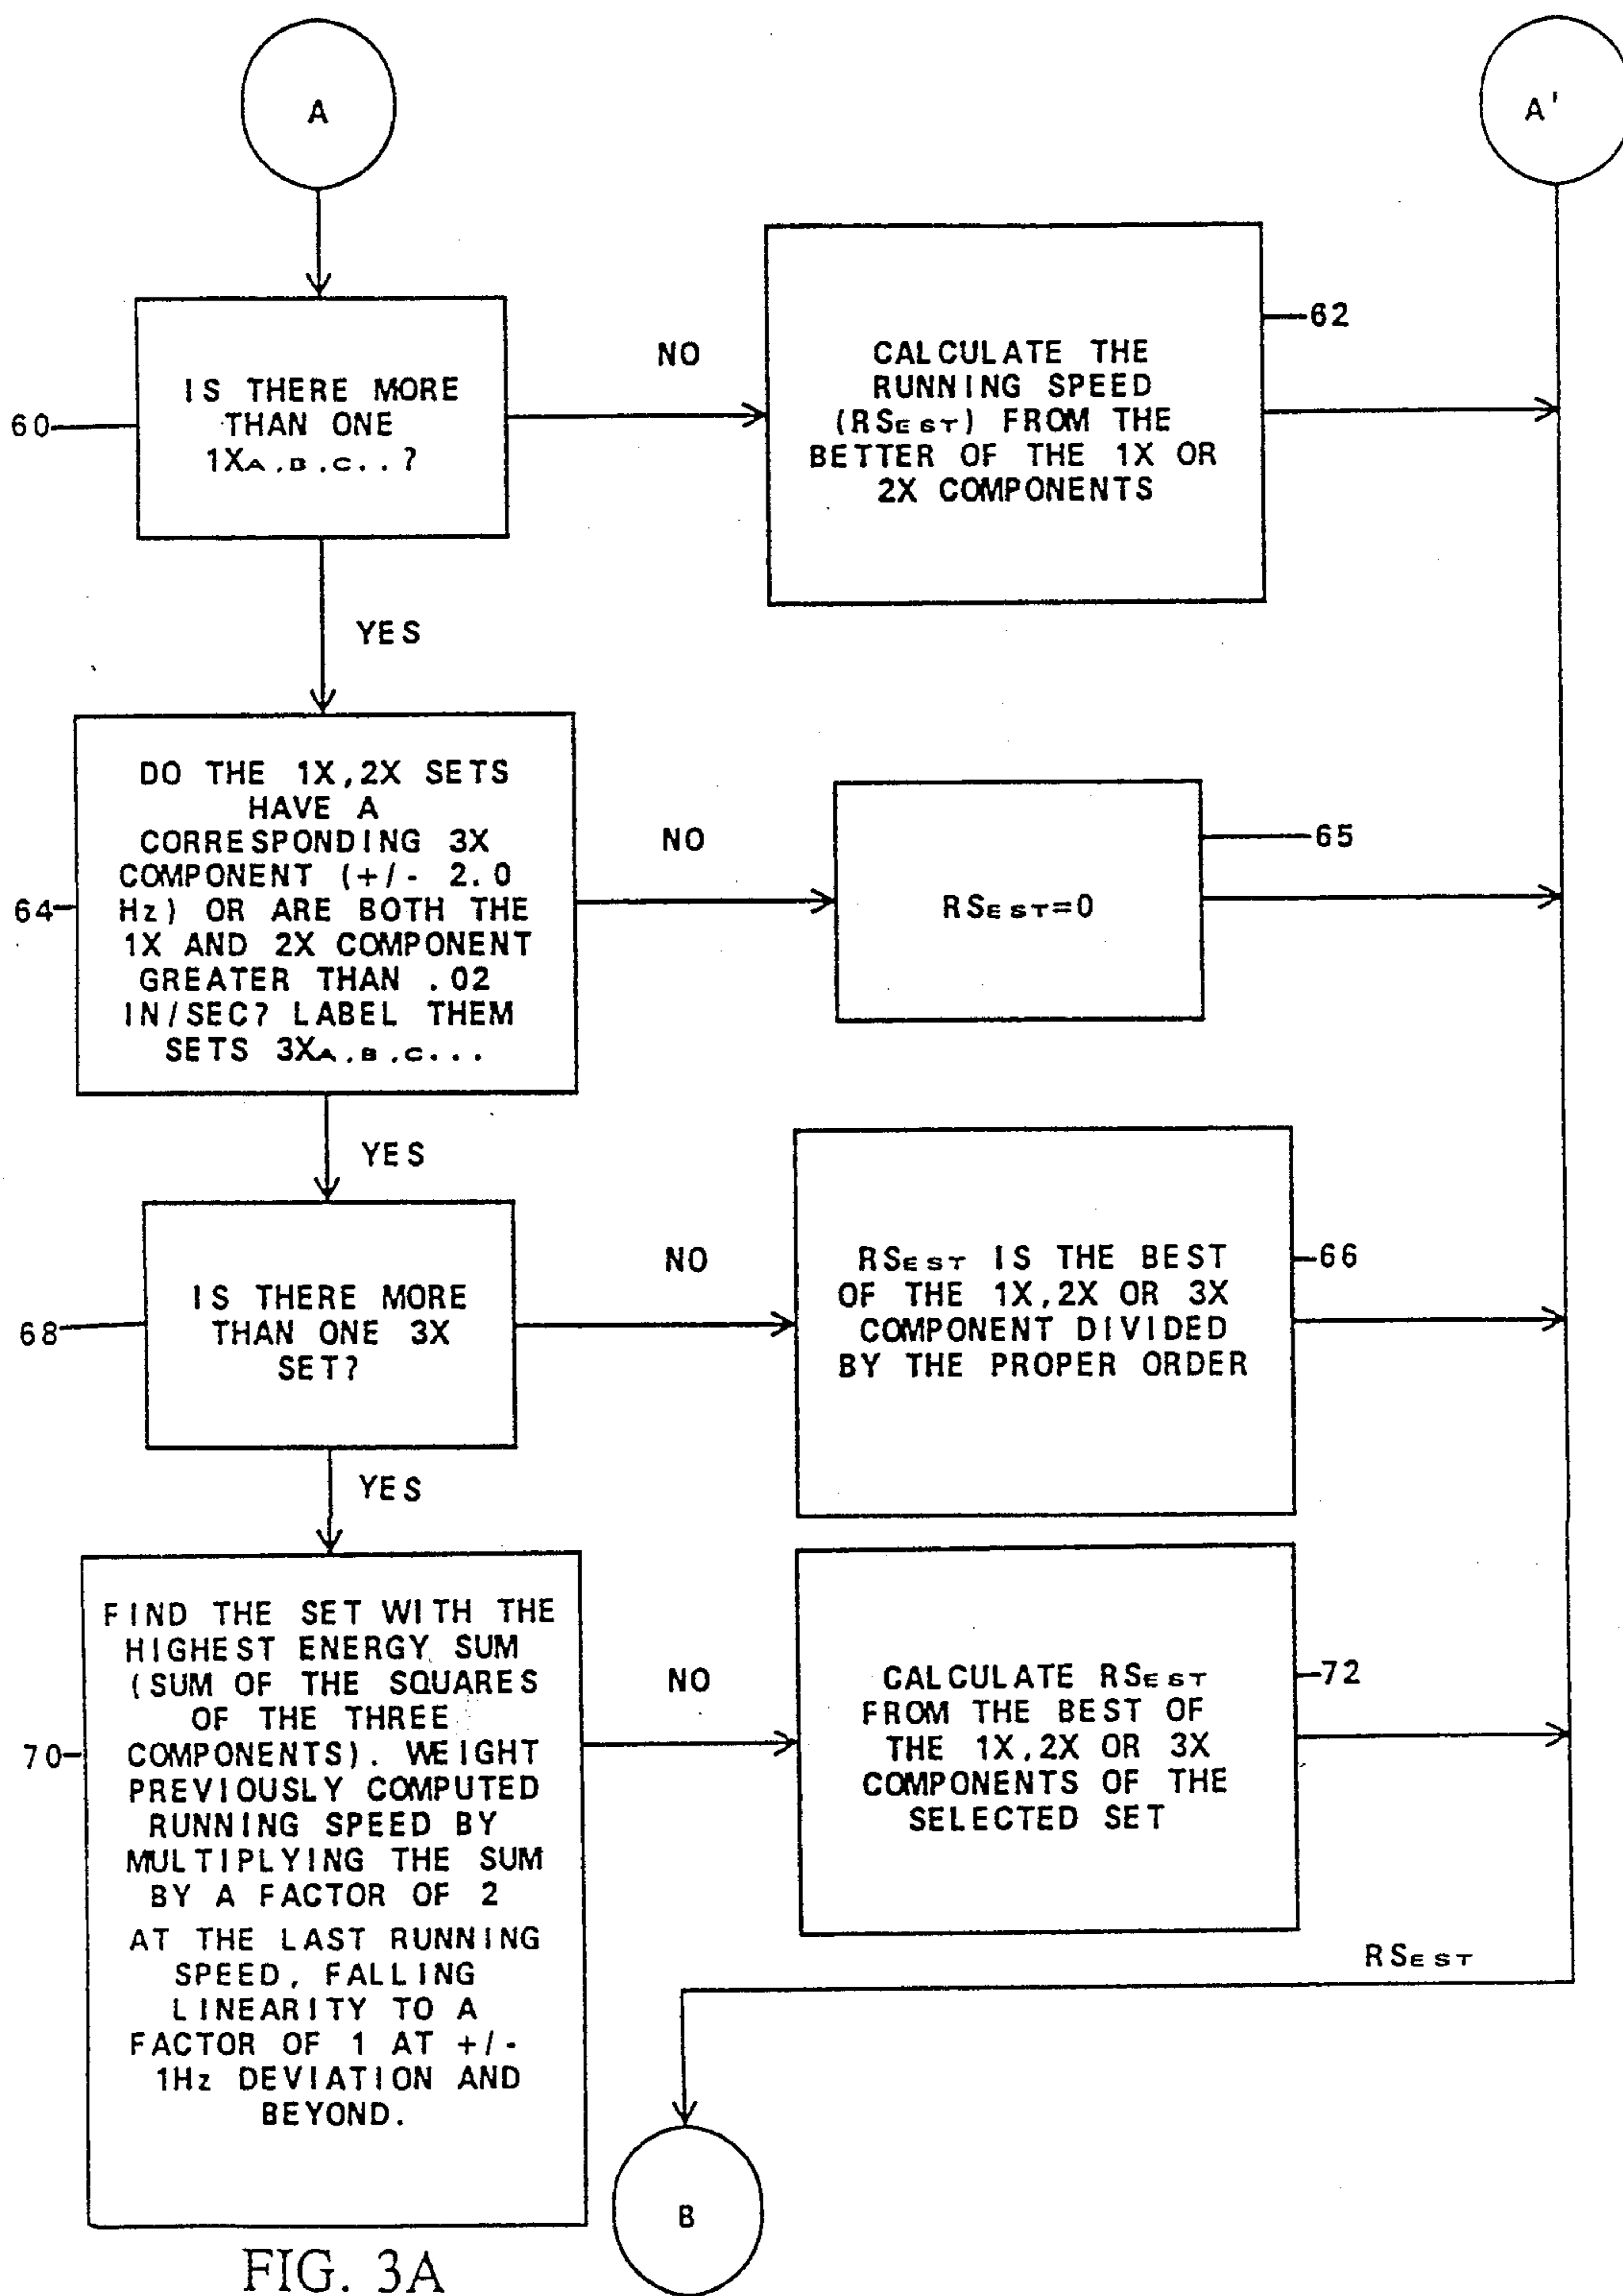 A
A'
IS THERE MORE
THAN ONE
1XA,B,C..?
60
NO
CALCULATE THE
RUNNING SPEED
(RSEST) FROM THE
BETTER OF THE 1X OR
2X COMPONENTS
62
YES
DO THE 1X,2X SETS
HAVE A
CORRESPONDING 3X
COMPONENT (+/- 2.0
Hz) OR ARE BOTH THE
1X AND 2X COMPONENT
GREATER THAN .02
IN/SEC? LABEL THEM
SETS 3XA,B,C...
64
NO
RSEST=0
65
YES
IS THERE MORE
THAN ONE 3X
SET?
68
NO
RSEST IS THE BEST
OF THE 1X,2X OR 3X
COMPONENT DIVIDED
BY THE PROPER ORDER
66
YES
FIND THE SET WITH THE
HIGHEST ENERGY SUM
(SUM OF THE SQUARES
OF THE THREE
COMPONENTS). WEIGHT
PREVIOUSLY COMPUTED
RUNNING SPEED BY
MULTIPLYING THE SUM
BY A FACTOR OF 2
AT THE LAST RUNNING
SPEED, FALLING
LINEARITY TO A
FACTOR OF 1 AT +/-
1Hz DEVIATION AND
BEYOND.
70
NO
CALCULATE RSEST
FROM THE BEST OF
THE 1X,2X OR 3X
COMPONENTS OF THE
SELECTED SET
72
RSEST
B
FIG. 3A